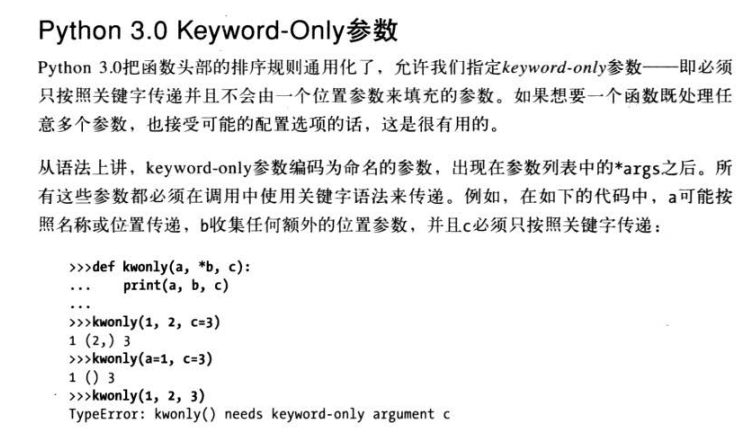 Python 3.0 Keyword-Only参数
Python 3.0把函数头部的排序规则通用化了，允许我们指定keyword-only参数——即必须
只按照关键字传递并且不会由一个位置参数来填充的参数。如果想要一个函数既处理任
意多个参数，也接受可能的配置选项的话，这是很有用的。
从语法上讲，keyword-only参数编码为命名的参数，出现在参数列表中的*args之后。所
有这些参数都必须在调用中使用关键字语法来传递。例如，在如下的代码中，a可能按
照名称或位置传递，b收集任何额外的位置参数，并且c必须只按照关键字传递：
>>>def kwonly(a, *b, c):
...    print(a, b, c)
...
>>>kwonly(1, 2, c=3)
1 (2,) 3
>>>kwonly(a=1, c=3)
1 () 3
>>>kwonly(1, 2, 3)
TypeError: kwonly() needs keyword-only argument c